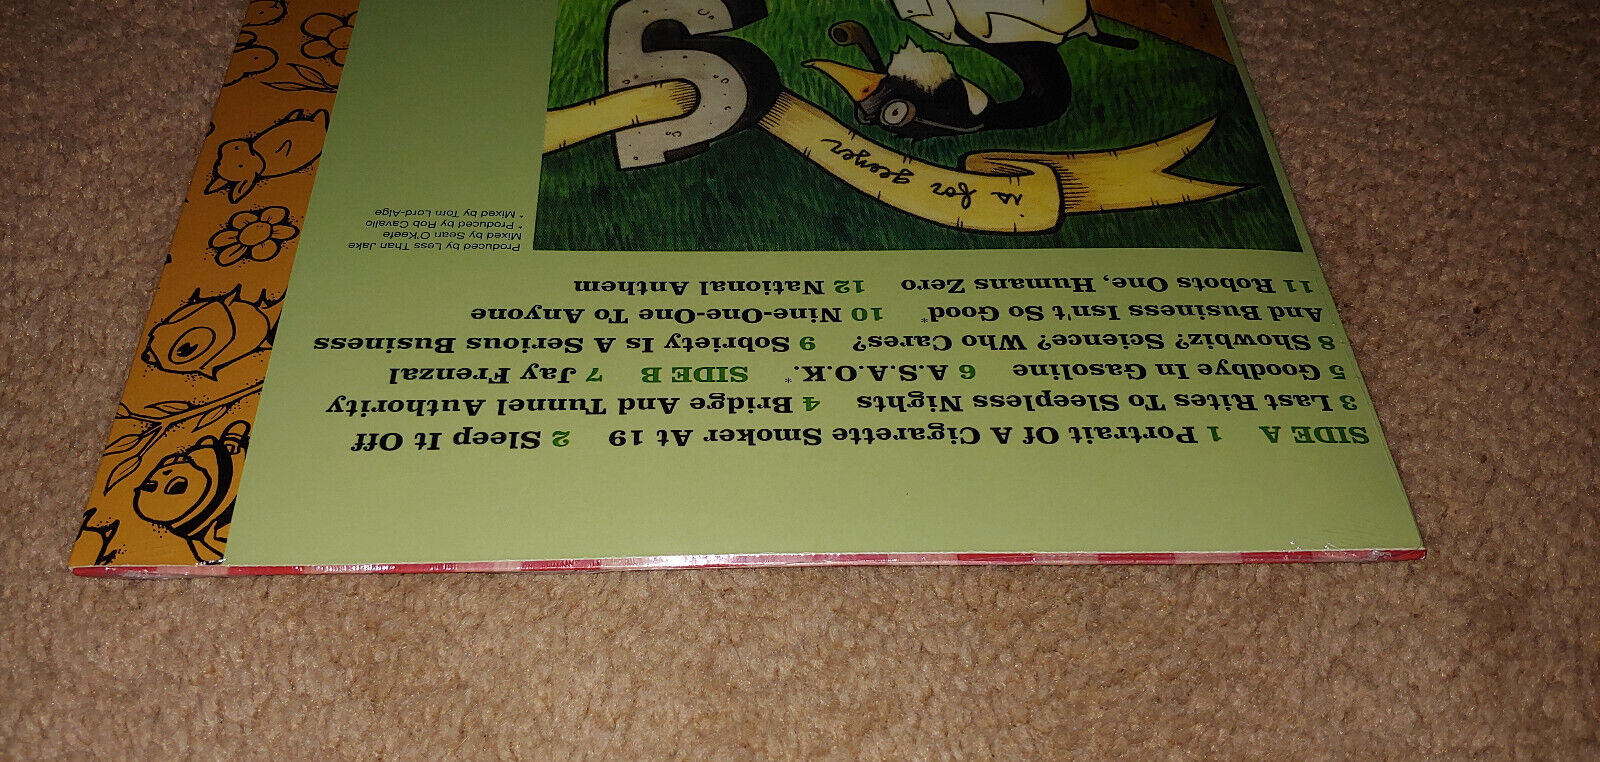 SIDE A 1 Portrait Of A Cigarette Smoker At 19 2 Sleep It Off
3 Last Rites To Sleepless Nights 4 Bridge And Tunnel Authority
5 Goodbye In Gasoline 6 A.S.A.O.K.* SIDE B 7 Jay Frenzal
8 Showbiz? Science? Who Cares? 9 Sobriety Is A Serious Business
And Business Isn't So Good* 10 Nine-One-One To Anyone
11 Robots One, Humans Zero 12 National Anthem
Produced by Less Than Jake
Mixed by Sean O'Keefe
* Produced by Rob Cavallo
* Mixed by Tom Lord-Alge
G
is for geezer